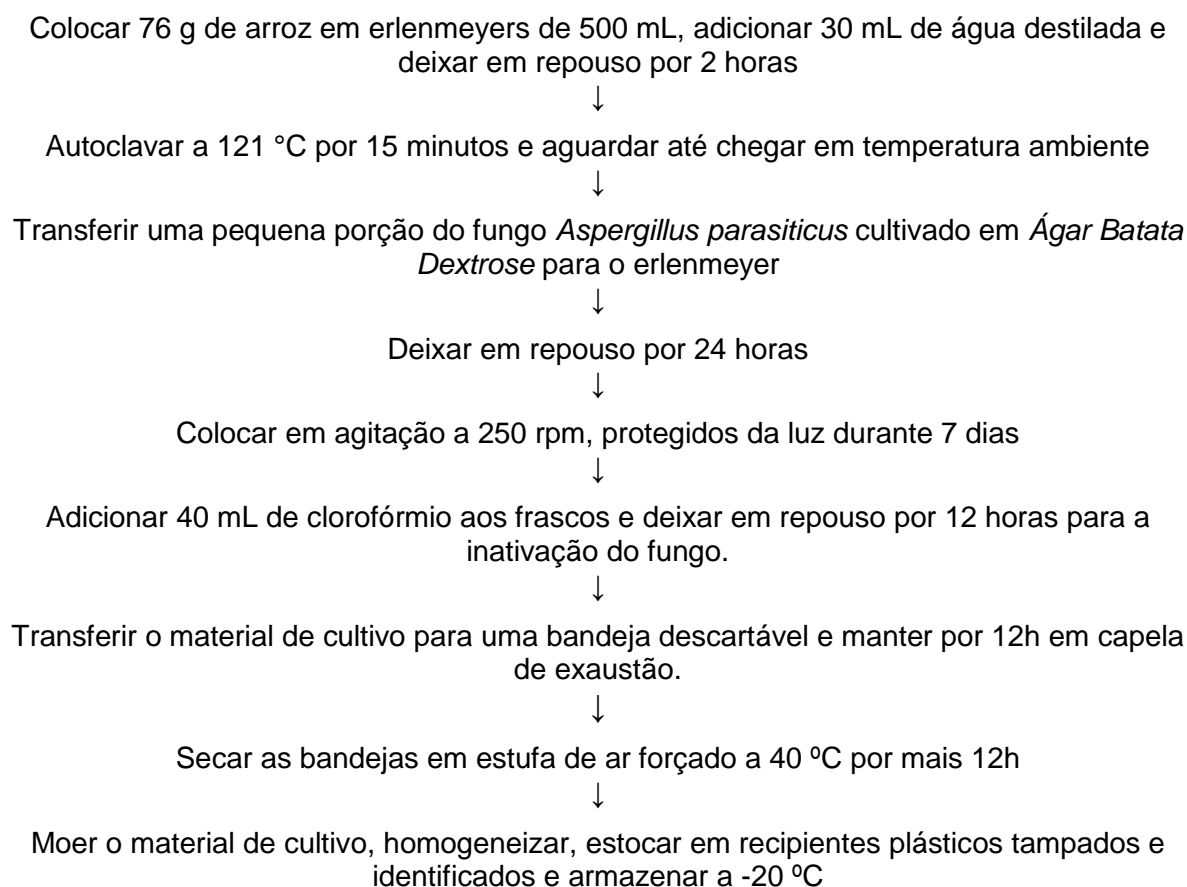 Colocar 76 g de arroz em erlenmeyers de 500 mL, adicionar 30 mL de água destilada e
deixar em repouso por 2 horas
↓
Autoclavar a 121 °C por 15 minutos e aguardar até chegar em temperatura ambiente
↓
Transferir uma pequena porção do fungo Aspergillus parasiticus cultivado em Ágar Batata
Dextrose para o erlenmeyer
↓
Deixar em repouso por 24 horas
↓
Colocar em agitação a 250 rpm, protegidos da luz durante 7 dias
↓
Adicionar 40 mL de clorofórmio aos frascos e deixar em repouso por 12 horas para a
inativação do fungo.
↓
Transferir o material de cultivo para uma bandeja descartável e manter por 12h em capela
de exaustão.
↓
Secar as bandejas em estufa de ar forçado a 40 ºC por mais 12h
↓
Moer o material de cultivo, homogeneizar, estocar em recipientes plásticos tampados e
identificados e armazenar a -20 ºC